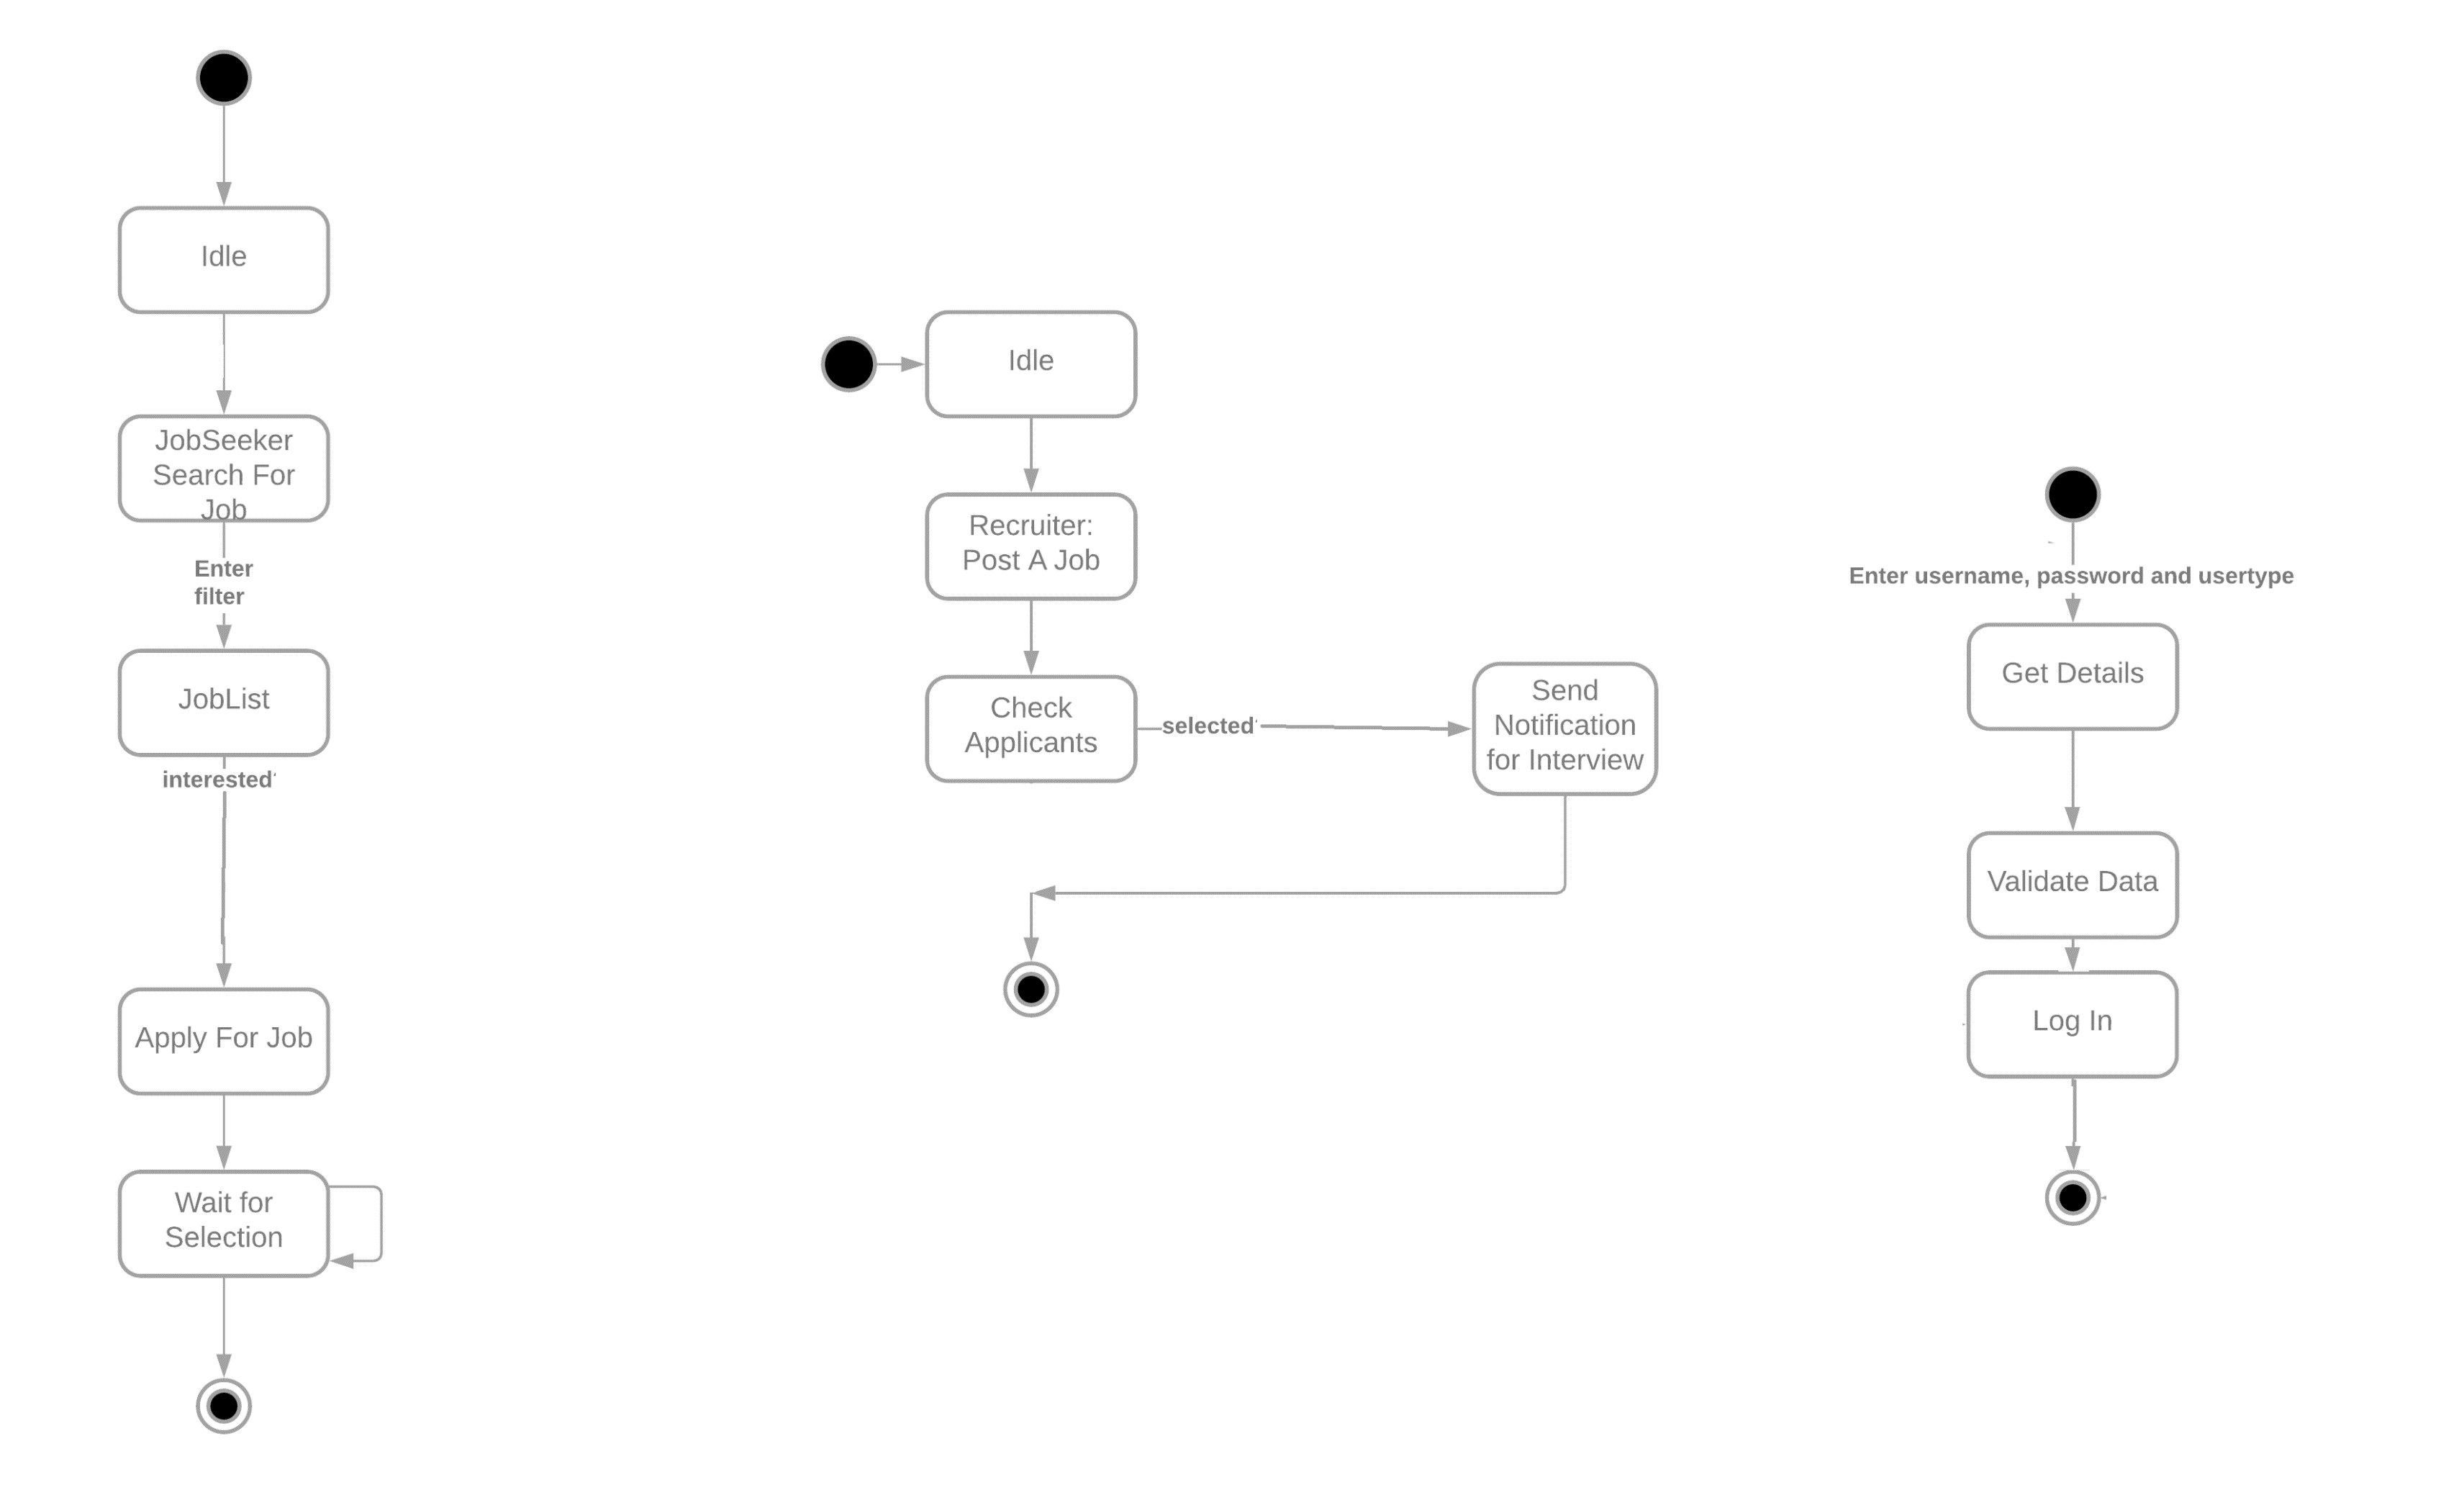 Idle
JobSeeker
Search For
Job
Enter
filter
JobList
interested
Apply For Job
Wait for
Selection
Idle
Recruiter:
Post A Job
Check
Applicants
selected
Send
Notification
for Interview
Enter username, password and usertype
Get Details
Validate Data
Log In